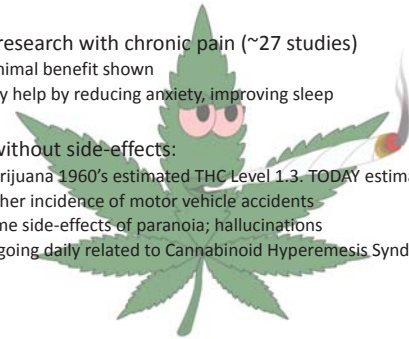 research with chronic pain (~27 studies)
nimal benefit shown
y help by reducing anxiety, improving sleep
without side-effects:
rijuana 1960’s estimated THC Level 1.3. TODAY estima
her incidence of motor vehicle accidents
me side-effects of paranoia; hallucinations
going daily related to Cannabinoid Hyperemesis Synd